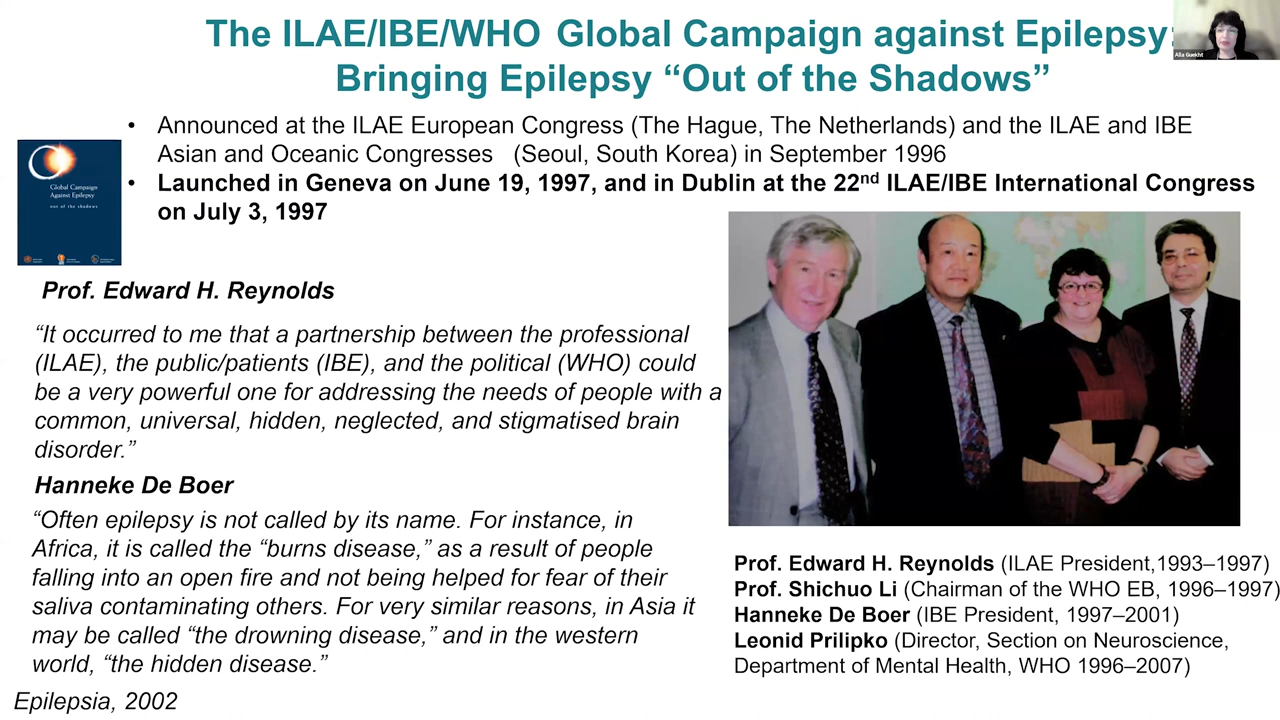 The ILAE/IBE/WHO Global Campaign against Epilepsy:
Bringing Epilepsy “Out of the Shadows”
Alla Guekht
• Announced at the ILAE European Congress (The Hague, The Netherlands) and the ILAE and IBE
Asian and Oceanic Congresses (Seoul, South Korea) in September 1996
• Launched in Geneva on June 19, 1997, and in Dublin at the 22nd ILAE/IBE International Congress
on July 3, 1997
Global Campaign
Against Epilepsy
out of the shadows
Prof. Edward H. Reynolds
“It occurred to me that a partnership between the professional
(ILAE), the public/patients (IBE), and the political (WHO) could
be a very powerful one for addressing the needs of people with a
common, universal, hidden, neglected, and stigmatised brain
disorder.”
Hanneke De Boer
“Often epilepsy is not called by its name. For instance, in
Africa, it is called the “burns disease,” as a result of people
falling into an open fire and not being helped for fear of their
saliva contaminating others. For very similar reasons, in Asia it
may be called “the drowning disease,” and in the western
world, “the hidden disease.”
Epilepsia, 2002
Prof. Edward H. Reynolds (ILAE President,1993–1997)
Prof. Shichuo Li (Chairman of the WHO EB, 1996–1997)
Hanneke De Boer (IBE President, 1997–2001)
Leonid Prilipko (Director, Section on Neuroscience,
Department of Mental Health, WHO 1996–2007)